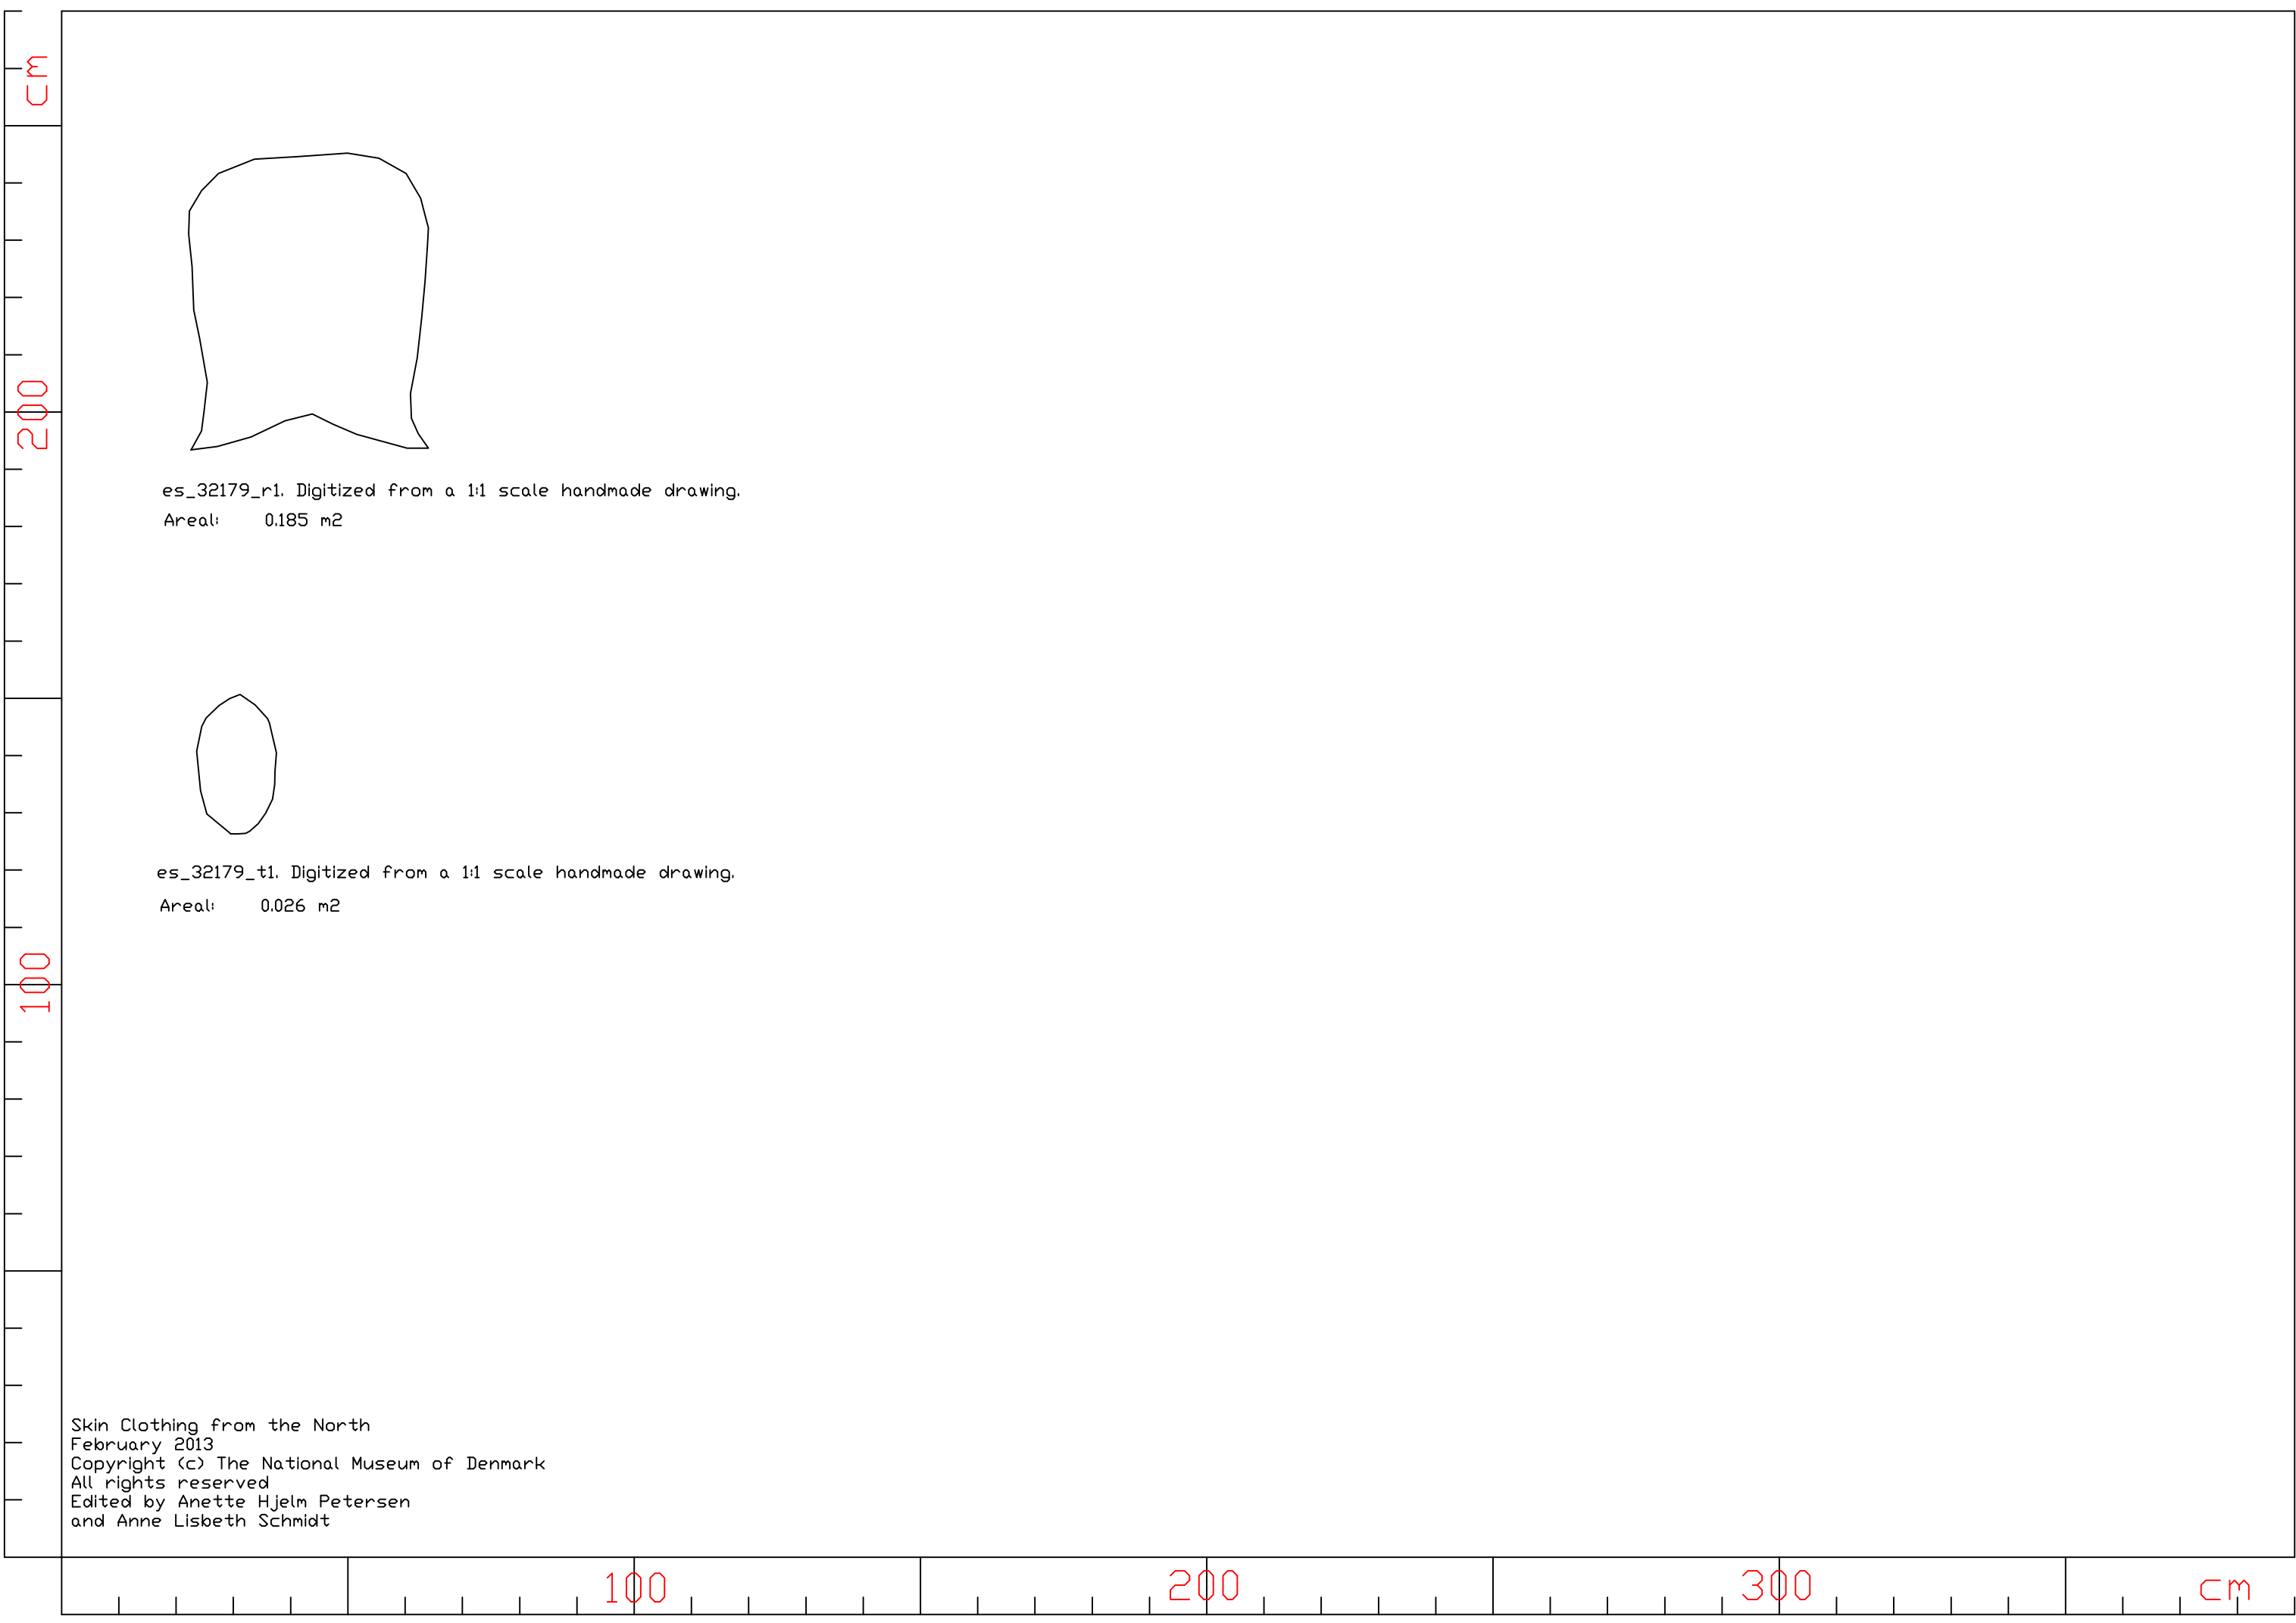 cm
200
es_32179_r1. Digitized from a 1:1 scale handmade drawing.
Areal: 0.185 m2
es_32179_t1. Digitized from a 1:1 scale handmade drawing.
Areal: 0.026 m2
100
Skin Clothing from the North
February 2013
Copyright (c) The National Museum of Denmark
All rights reserved
Edited by Anette Hjelm Petersen
and Anne Lisbeth Schmidt
100 200 300 cm